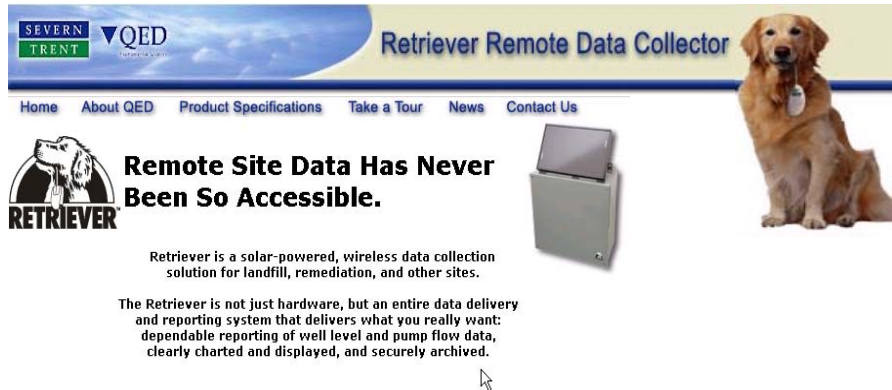 SEVERN
TRENT
QED
Retriever Remote Data Collector
Home About QED Product Specifications Take a Tour News Contact Us
RETRIEVER
Remote Site Data Has Never
Been So Accessible.
Retriever is a solar-powered, wireless data collection
solution for landfill, remediation, and other sites.
The Retriever is not just hardware, but an entire data delivery
and reporting system that delivers what you really want:
dependable reporting of well level and pump flow data,
clearly charted and displayed, and securely archived.